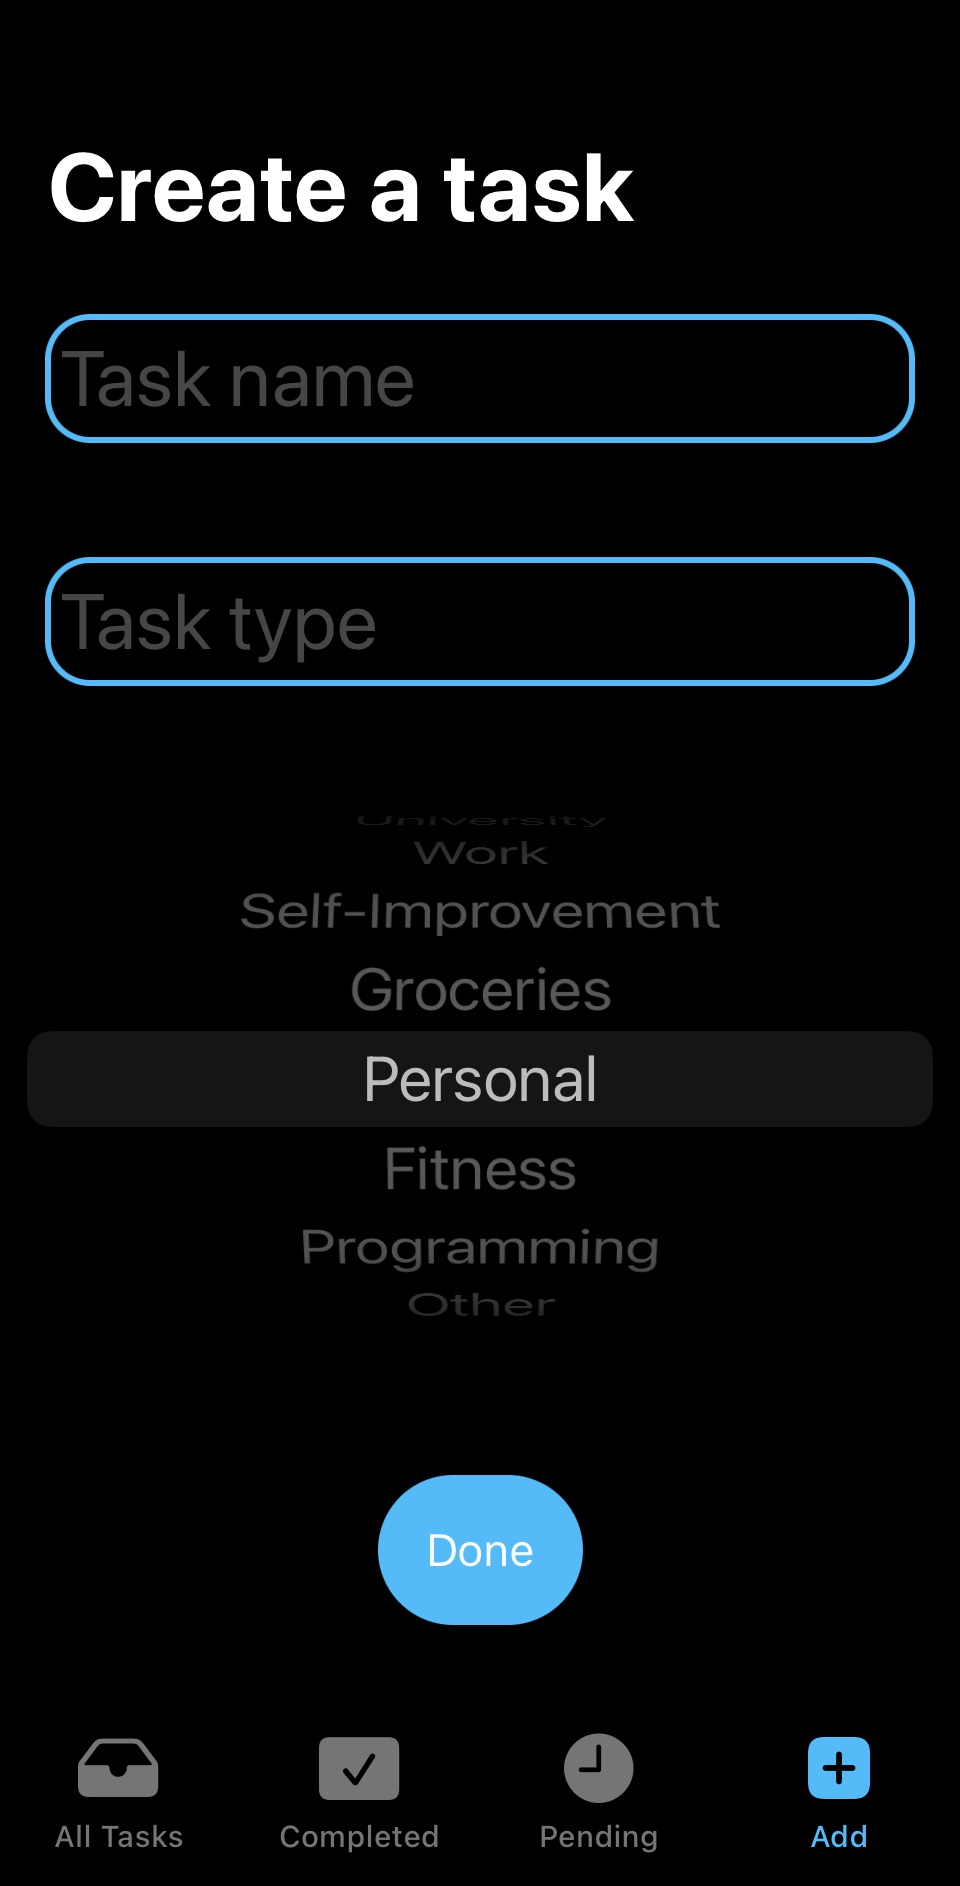 Create a task
Task name
Task type
University
Work
Self-Improvement
Groceries
Personal
Fitness
Programming
Other
Done
All Tasks
Completed
Pending
Add